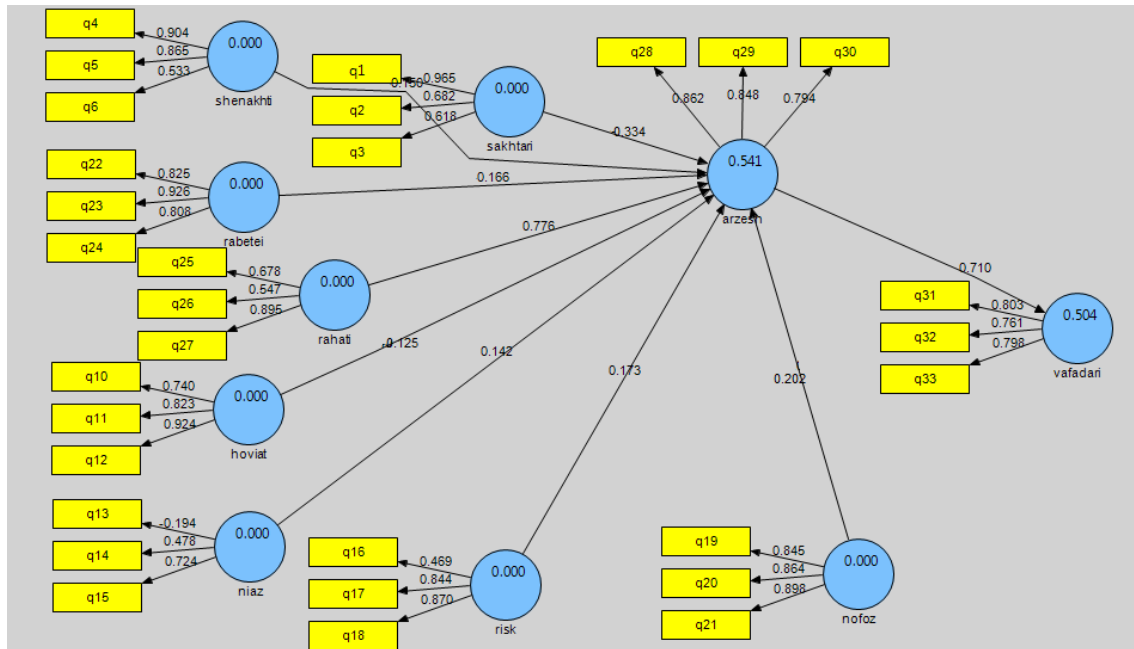 q4
0.904
q5
0.865
q6
0.533
0.000
shenakhti
q1
0.965
q2
0.682
q3
0.618
0.000
sakhtari
q28
q29
q30
0.862
0.848
0.794
0.541
arzesh
0.150
0.334
q22
0.825
q23
0.926
q24
0.808
0.000
rabetei
0.166
q25
0.678
q26
0.547
q27
0.895
0.000
rahati
0.776
q10
0.740
q11
0.823
q12
0.924
0.000
hoviat
-0.125
q13
-0.194
q14
0.478
q15
0.724
0.000
niaz
0.142
q16
0.469
q17
0.844
q18
0.870
0.000
risk
0.173
q19
0.845
q20
0.864
q21
0.898
0.000
nofoz
0.202
0.710
q31
0.803
q32
0.761
q33
0.798
0.504
vafadari